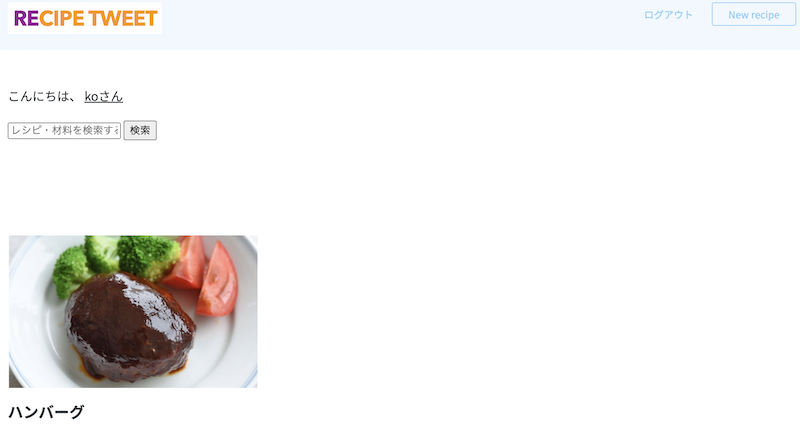 RECIPE TWEET
ログアウト
New recipe
こんにちは、 koさん
レシピ・材料を検索する
検索
ハンバーグ